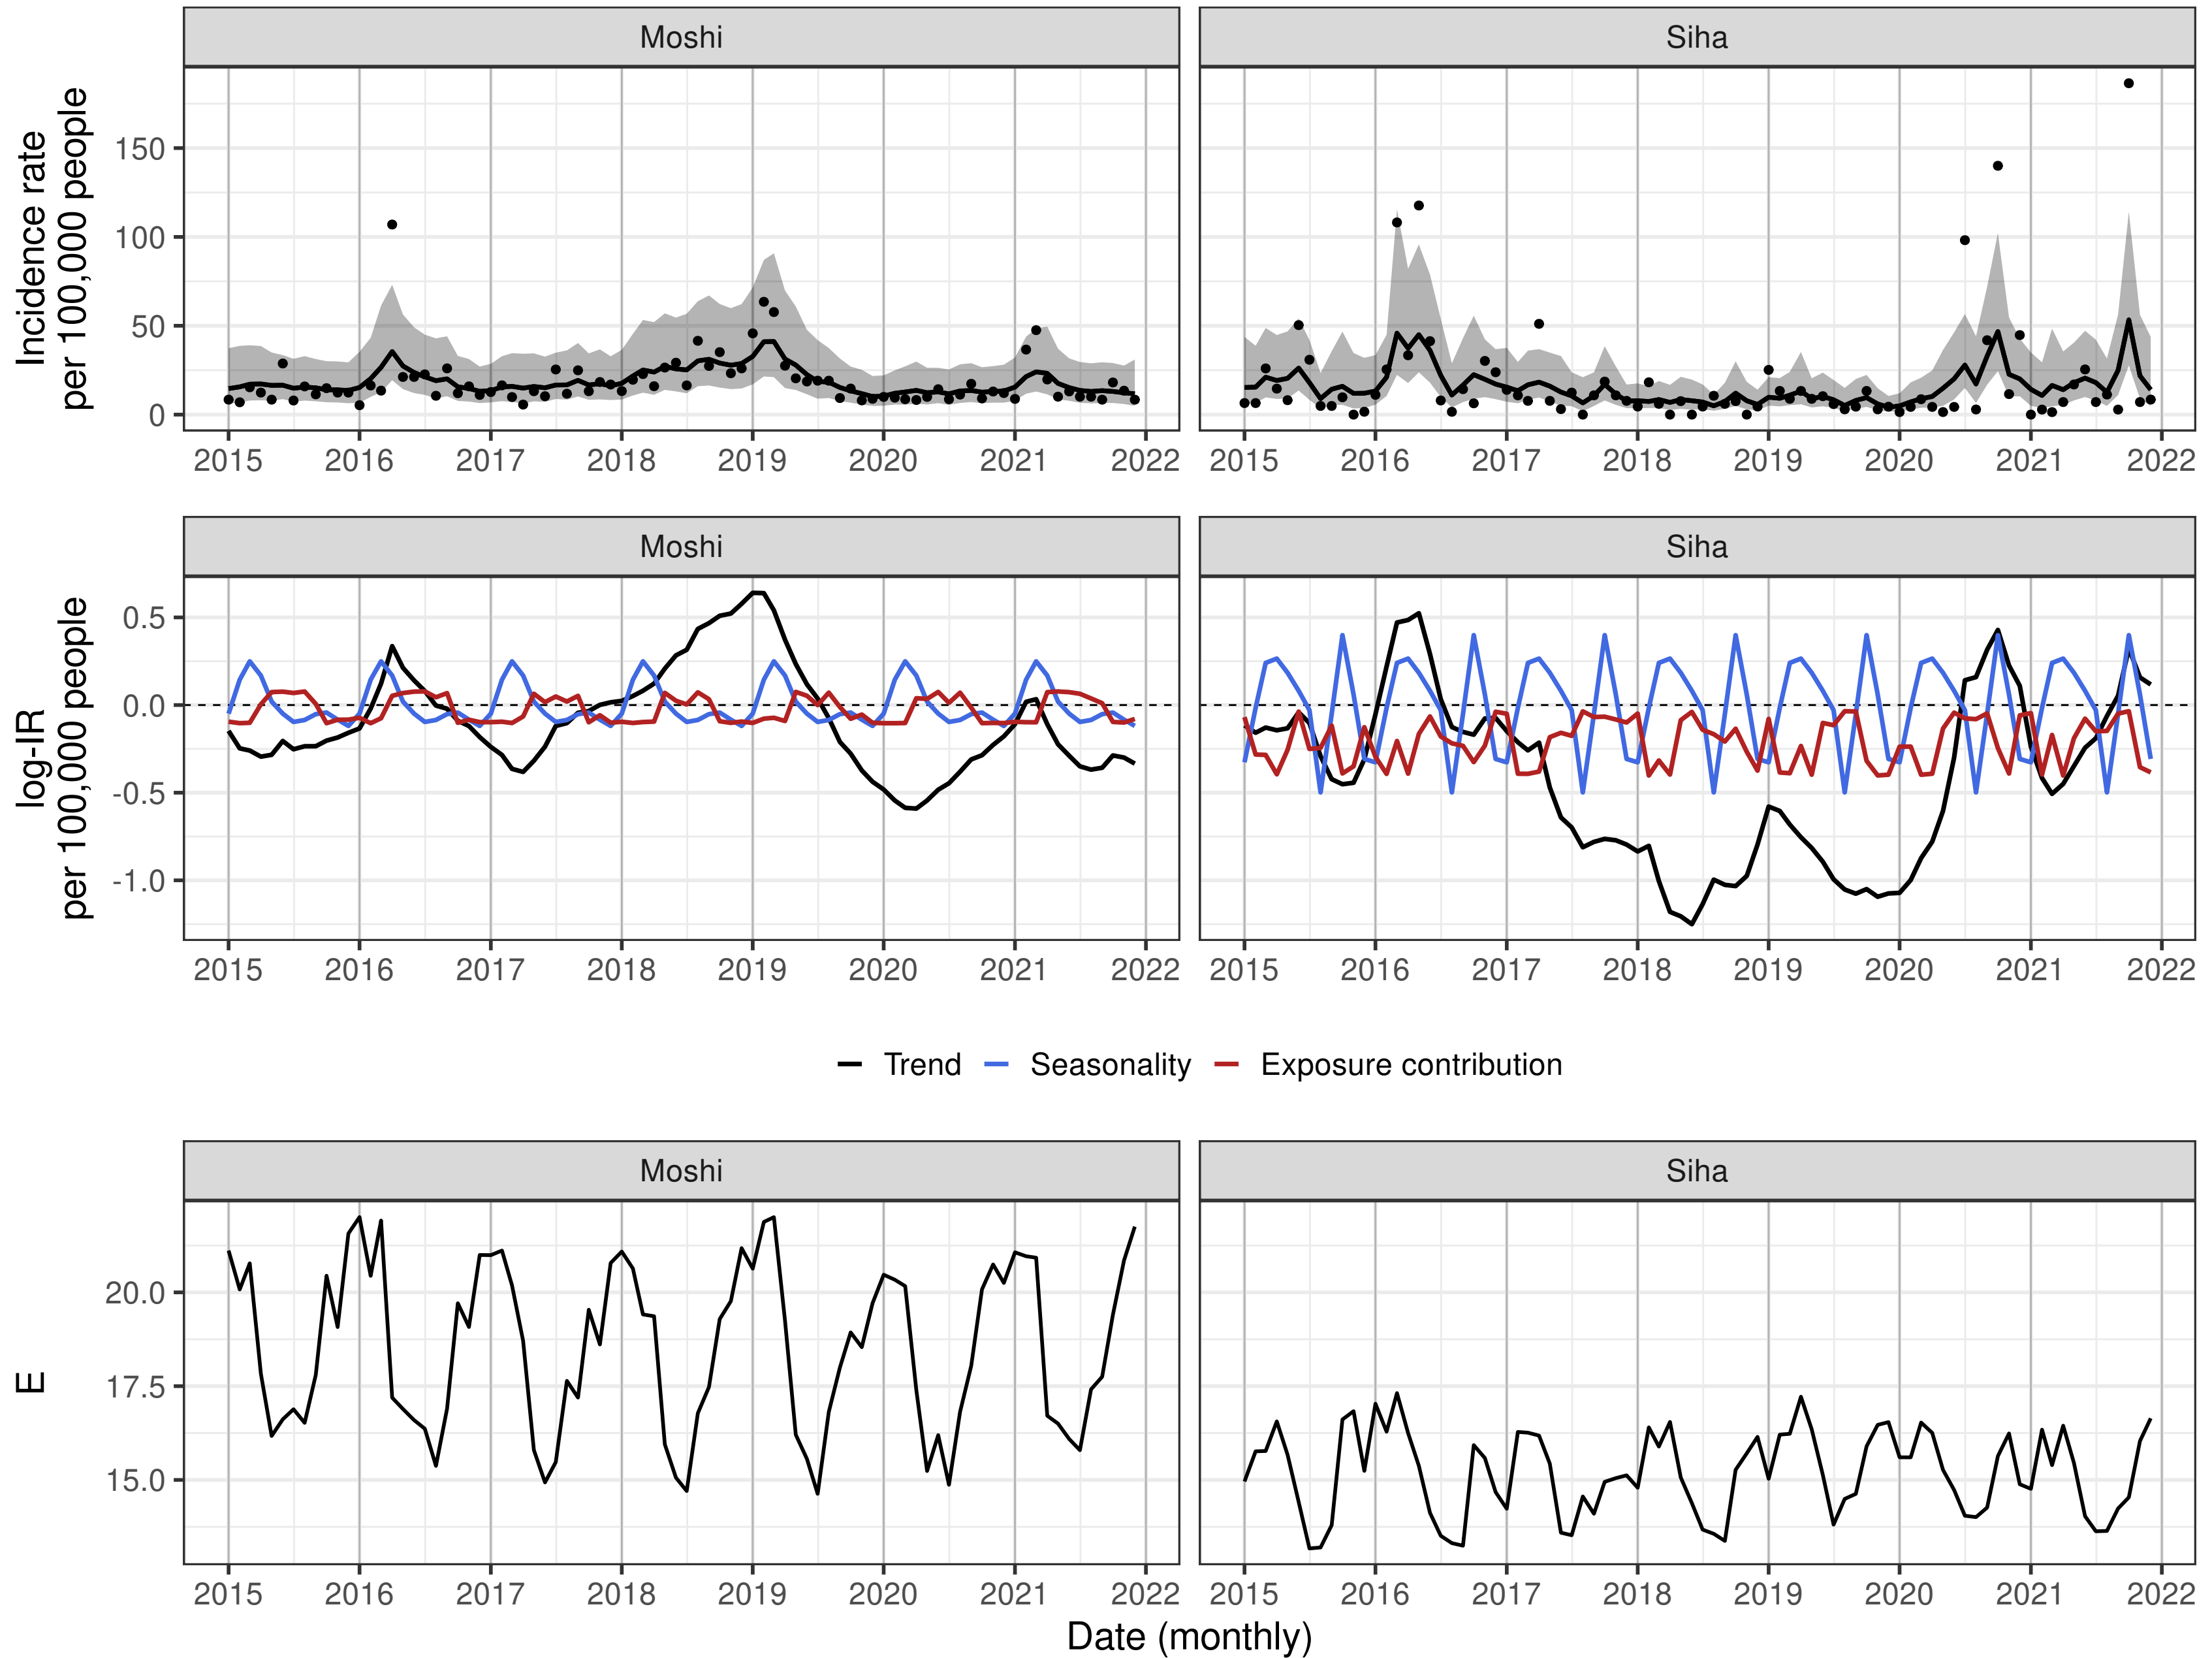 Moshi Siha
Incidence rate
per 100,000 people
150
100
50
0
2015 2016 2017 2018 2019 2020 2021 2022 2015 2016 2017 2018 2019 2020 2021 2022
Moshi Siha
log-IR
per 100,000 people
0.5
0.0
-0.5
-1.0
2015 2016 2017 2018 2019 2020 2021 2022 2015 2016 2017 2018 2019 2020 2021 2022
Trend Seasonality Exposure contribution
Moshi Siha
E
20.0
17.5
15.0
2015 2016 2017 2018 2019 2020 2021 2022 2015 2016 2017 2018 2019 2020 2021 2022
Date (monthly)